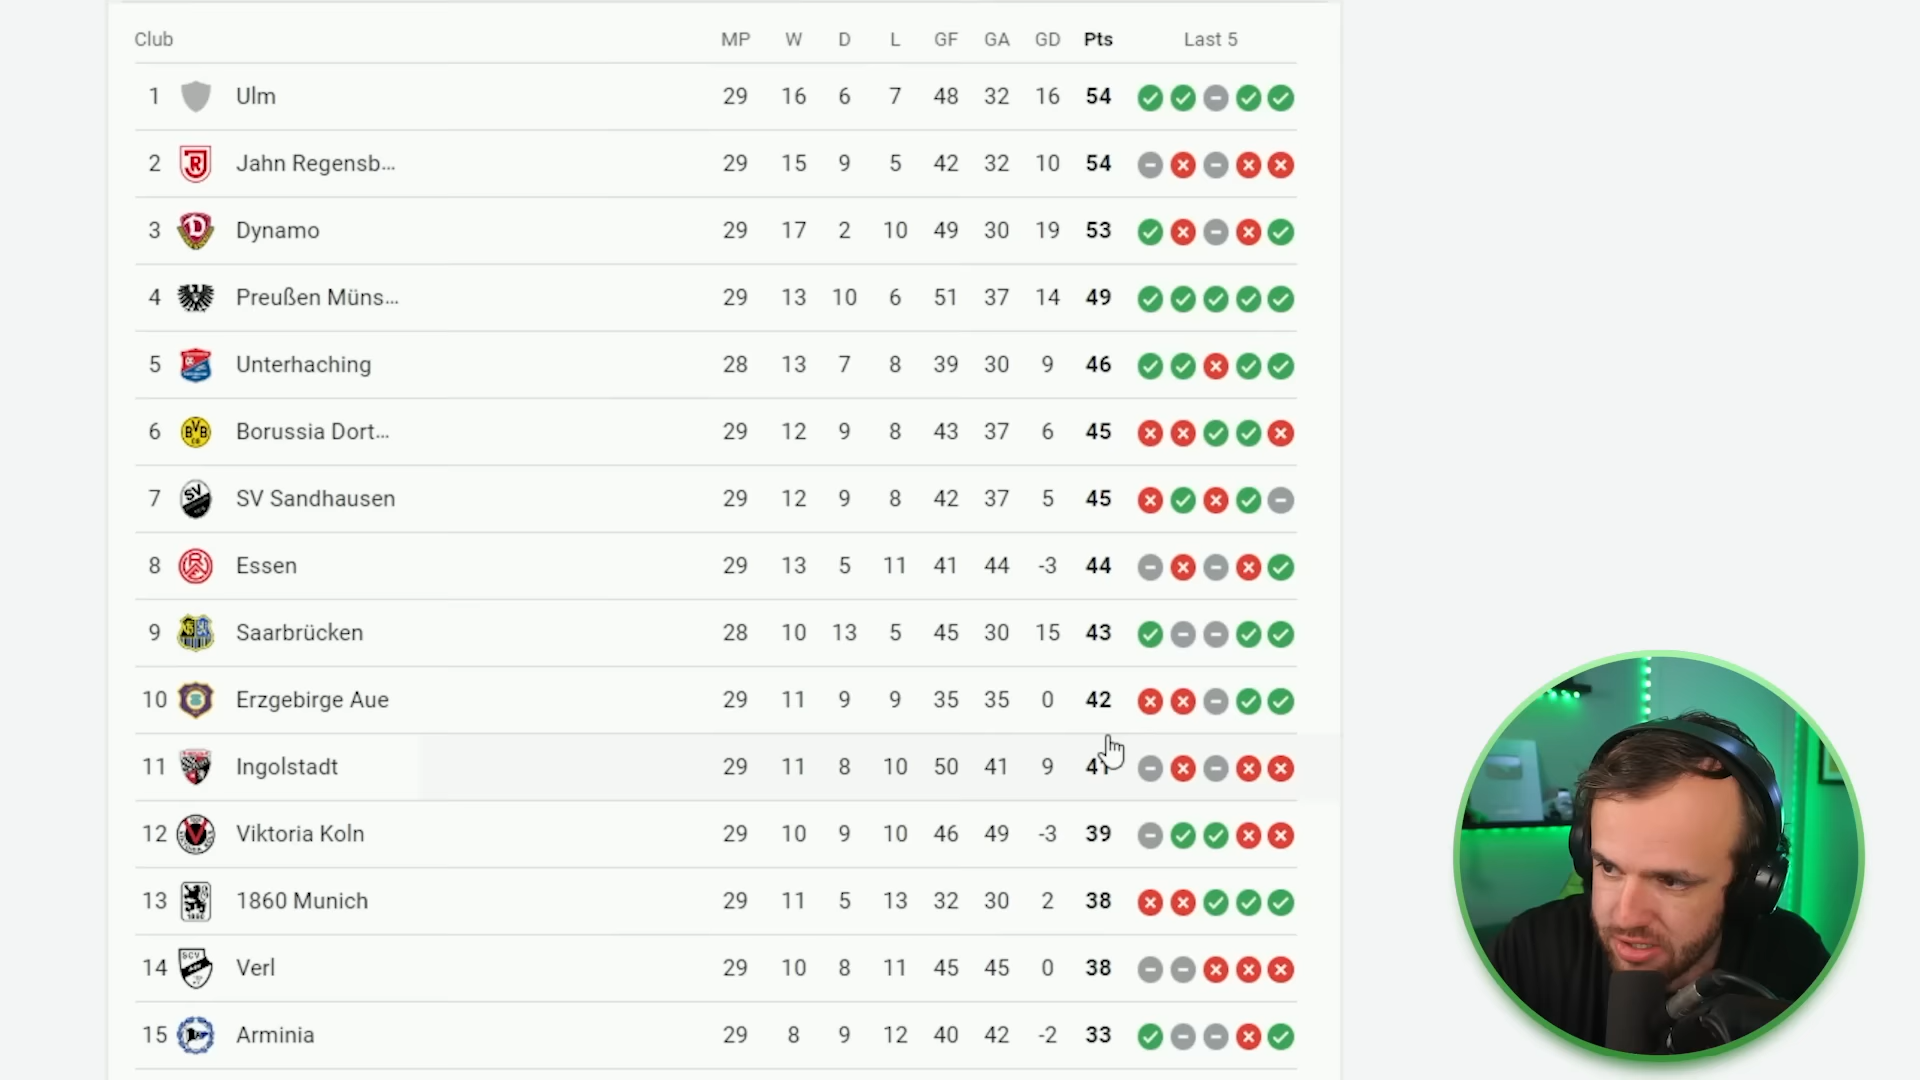 Club MP W D L GF GA GD Pts Last 5
1 Ulm 29 16 6 7 48 32 16 54
2 Jahn Regensb... 29 15 9 5 42 32 10 54
3 Dynamo 29 17 2 10 49 30 19 53
4 Preußen Müns... 29 13 10 6 51 37 14 49
5 Unterhaching 28 13 7 8 39 30 9 46
6 Borussia Dort... 29 12 9 8 43 37 6 45
7 SV Sandhausen 29 12 9 8 42 37 5 45
8 Essen 29 13 5 11 41 44 -3 44
9 Saarbrücken 28 10 13 5 45 30 15 43
10 Erzgebirge Aue 29 11 9 9 35 35 0 42
11 Ingolstadt 29 11 8 10 50 41 9 41
12 Viktoria Koln 29 10 9 10 46 49 -3 39
13 1860 Munich 29 11 5 13 32 30 2 38
14 Verl 29 10 8 11 45 45 0 38
15 Arminia 29 8 9 12 40 42 -2 33